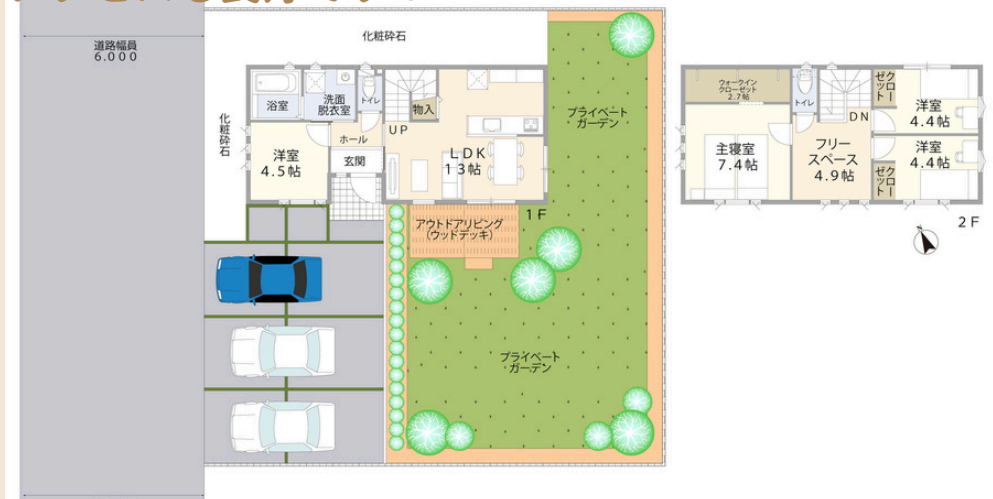 道路幅員
6.000
化粧砕石
化粧砕石
浴室
洗面
脱衣室
トイレ
物入
UP
ホール
洋室
4.5帖
玄関
LDK
13帖
プライベート
ガーデン
アウトドアリビング
(ウッドデッキ)
1F
プライベート
ガーデン
ウォークイン
クローゼット
2.7帖
トイレ
DN
クロー
ゼット
洋室
4.4帖
主寝室
7.4帖
フリー
スペース
4.9帖
クロー
ゼット
洋室
4.4帖
2F